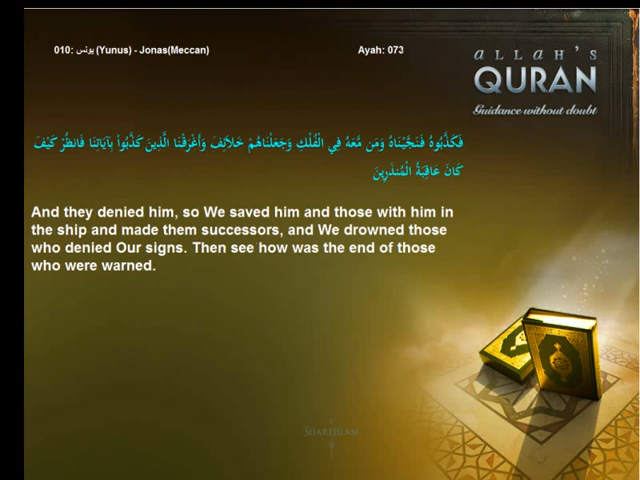 010: يونس (Yunus) - Jonas(Meccan) Ayah: 073
ALLAH'S
QURAN
Guidance without doubt
فَكَذَّبُوهُ فَنَجَّيْنَاهُ وَمَن مَّعَهُ فِي الْفُلْكِ وَجَعَلْنَاهُمْ خَلاَئِفَ وَأَغْرَقْنَا الَّذِينَ كَذَّبُواْ بِآيَاتِنَا فَانظُرْ كَيْفَ
كَانَ عَاقِبَةُ الْمُنذَرِينَ
And they denied him, so We saved him and those with him in
the ship and made them successors, and We drowned those
who denied Our signs. Then see how was the end of those
who were warned.
SHAREISLAM